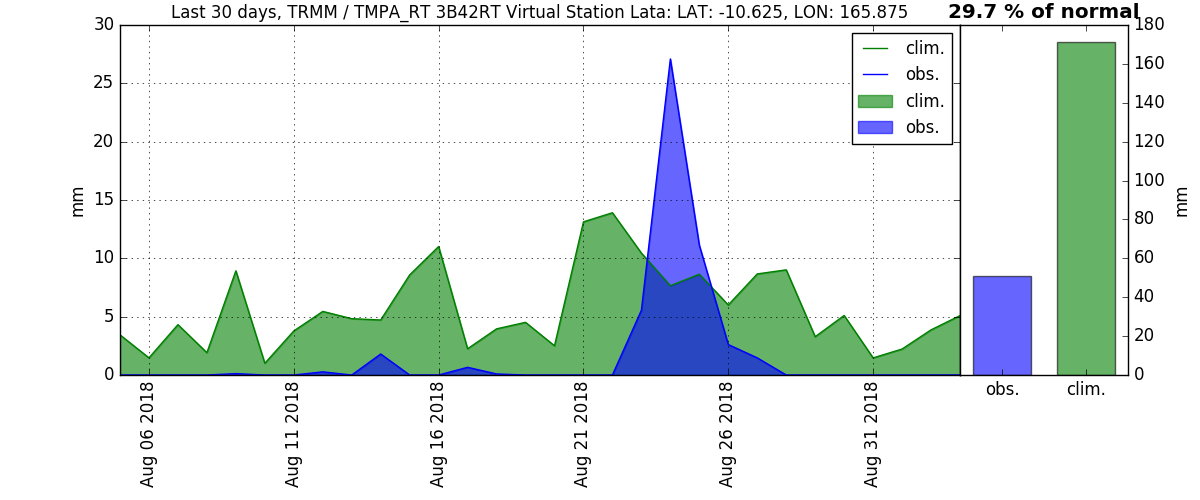 Last 30 days, TRMM / TMPA_RT 3B42RT Virtual Station Lata: LAT: -10.625, LON: 165.875
29.7 % of normal
30
25
20
15
10
5
0
mm
clim.
obs.
clim.
obs.
Aug 06 2018
Aug 11 2018
Aug 16 2018
Aug 21 2018
Aug 26 2018
Aug 31 2018
180
160
140
120
100
80
60
40
20
0
mm
obs.
clim.